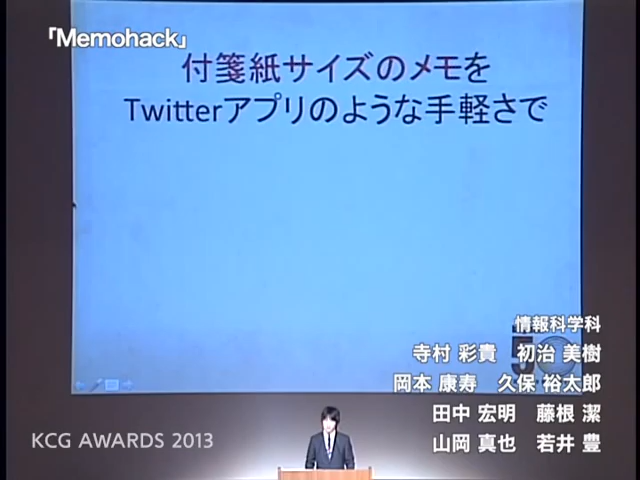 「Memohack」
付箋紙サイズのメモを
Twitterアプリのような手軽さで
情報科学科
寺村 彩貴　初治 美樹
岡本 康寿　久保 裕太郎
田中 宏明　藤根 潔
山岡 真也　若井 豊
KCG AWARDS 2013